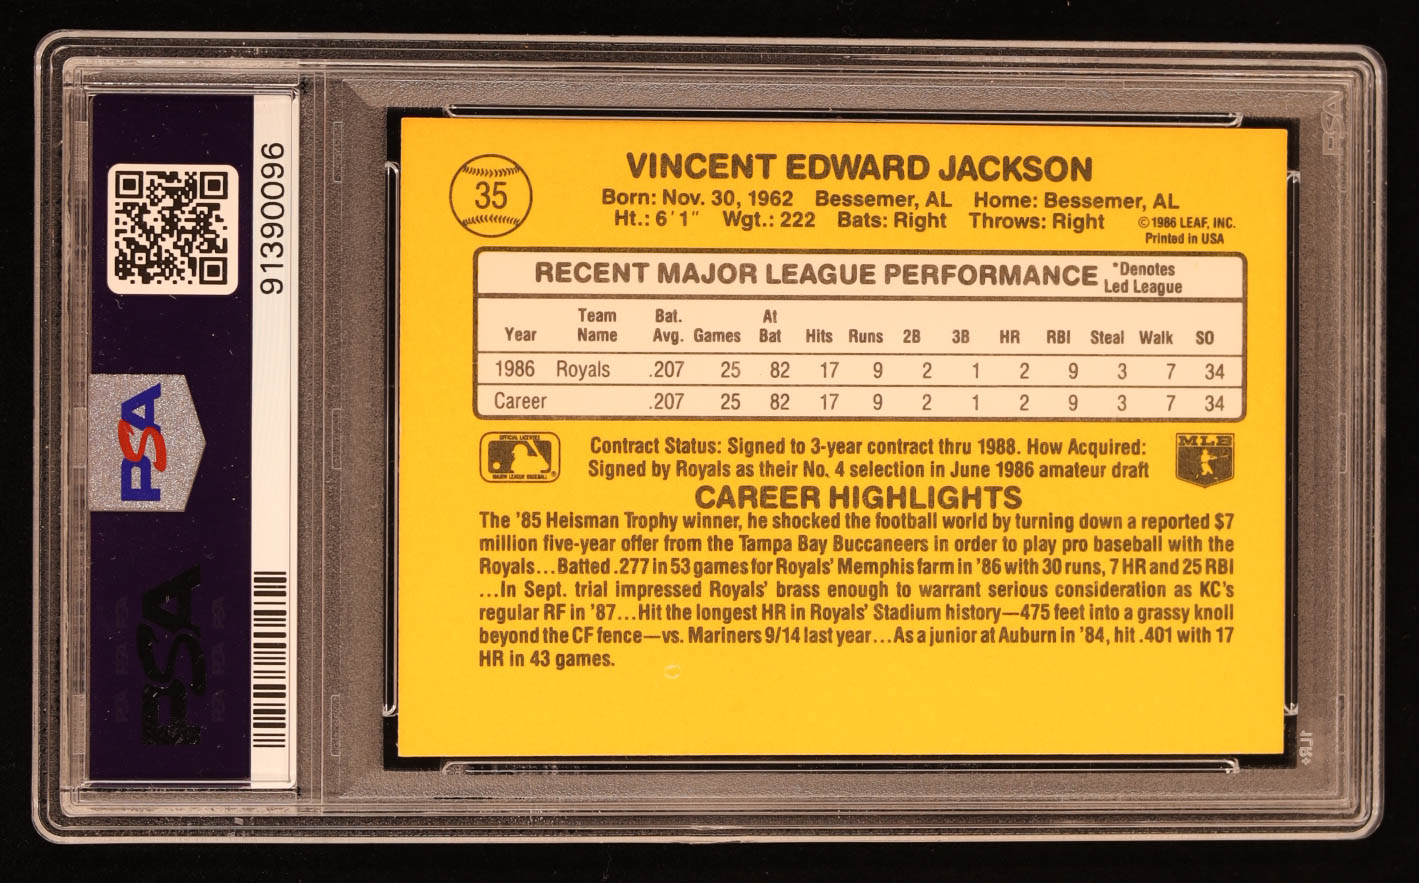 35
VINCENT EDWARD JACKSON
Born: Nov. 30, 1962 Bessemer, AL Home: Bessemer, AL
Ht.: 6'1" Wgt.: 222 Bats: Right Throws: Right
©1986 LEAF, INC.
Printed in USA
RECENT MAJOR LEAGUE PERFORMANCE
*Denotes
Led League
Year Team Name Bat. Avg. Games At Bat Hits Runs 2B 3B HR RBI Steal Walk SO
1986 Royals .207 25 82 17 9 2 1 2 9 3 7 34
Career .207 25 82 17 9 2 1 2 9 3 7 34
OFFICIAL LICENSEE
MAJOR LEAGUE BASEBALL
Contract Status: Signed to 3-year contract thru 1988. How Acquired:
Signed by Royals as their No. 4 selection in June 1986 amateur draft
MLB
CAREER HIGHLIGHTS
The '85 Heisman Trophy winner, he shocked the football world by turning down a reported $7
million five-year offer from the Tampa Bay Buccaneers in order to play pro baseball with the
Royals...Batted .277 in 53 games for Royals' Memphis farm in '86 with 30 runs, 7 HR and 25 RBI
...In Sept. trial impressed Royals' brass enough to warrant serious consideration as KC's
regular RF in '87...Hit the longest HR in Royals' Stadium history—475 feet into a grassy knoll
beyond the CF fence—vs. Mariners 9/14 last year...As a junior at Auburn in '84, hit .401 with 17
HR in 43 games.
91390096
PSA
PSA
PSA
1LR+